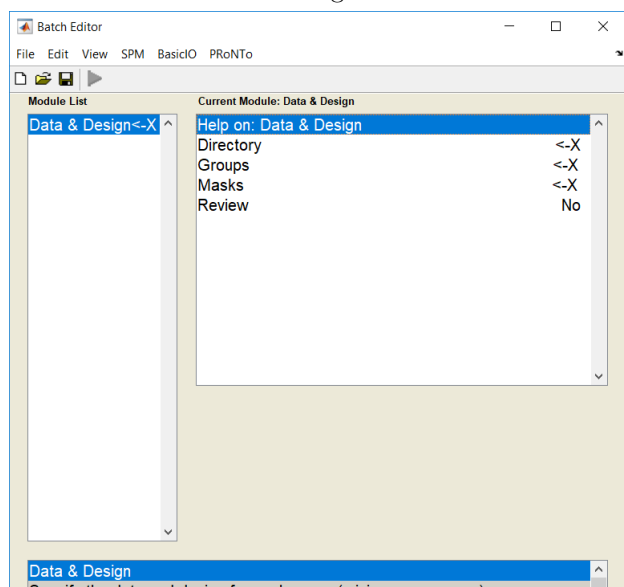 Batch Editor
File Edit View SPM BasicIO PRoNTo
Module List
Current Module: Data & Design
Data & Design<-X
Help on: Data & Design
Directory <-X
Groups <-X
Masks <-X
Review No
Data & Design